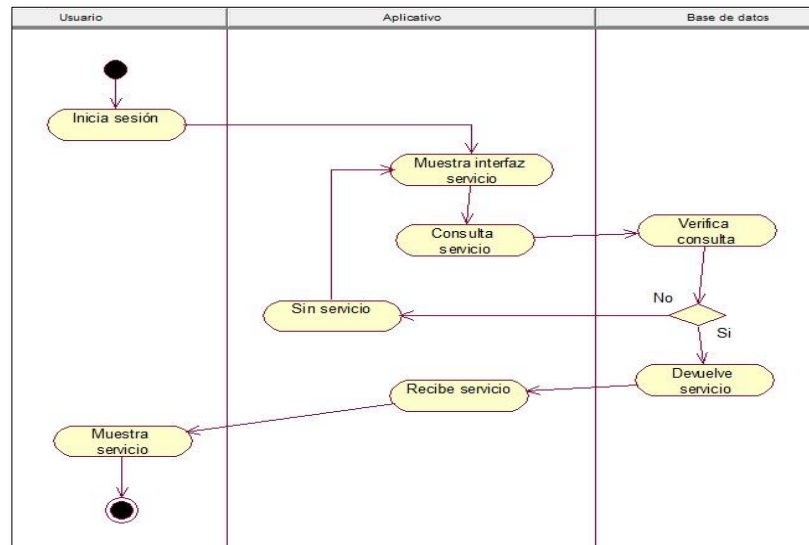 Usuario
Aplicativo
Base de datos
Inicia sesión
Muestra interfaz
servicio
Consulta
servicio
Verifica
consulta
No
Sin servicio
Si
Devuelve
servicio
Recibe servicio
Muestra
servicio